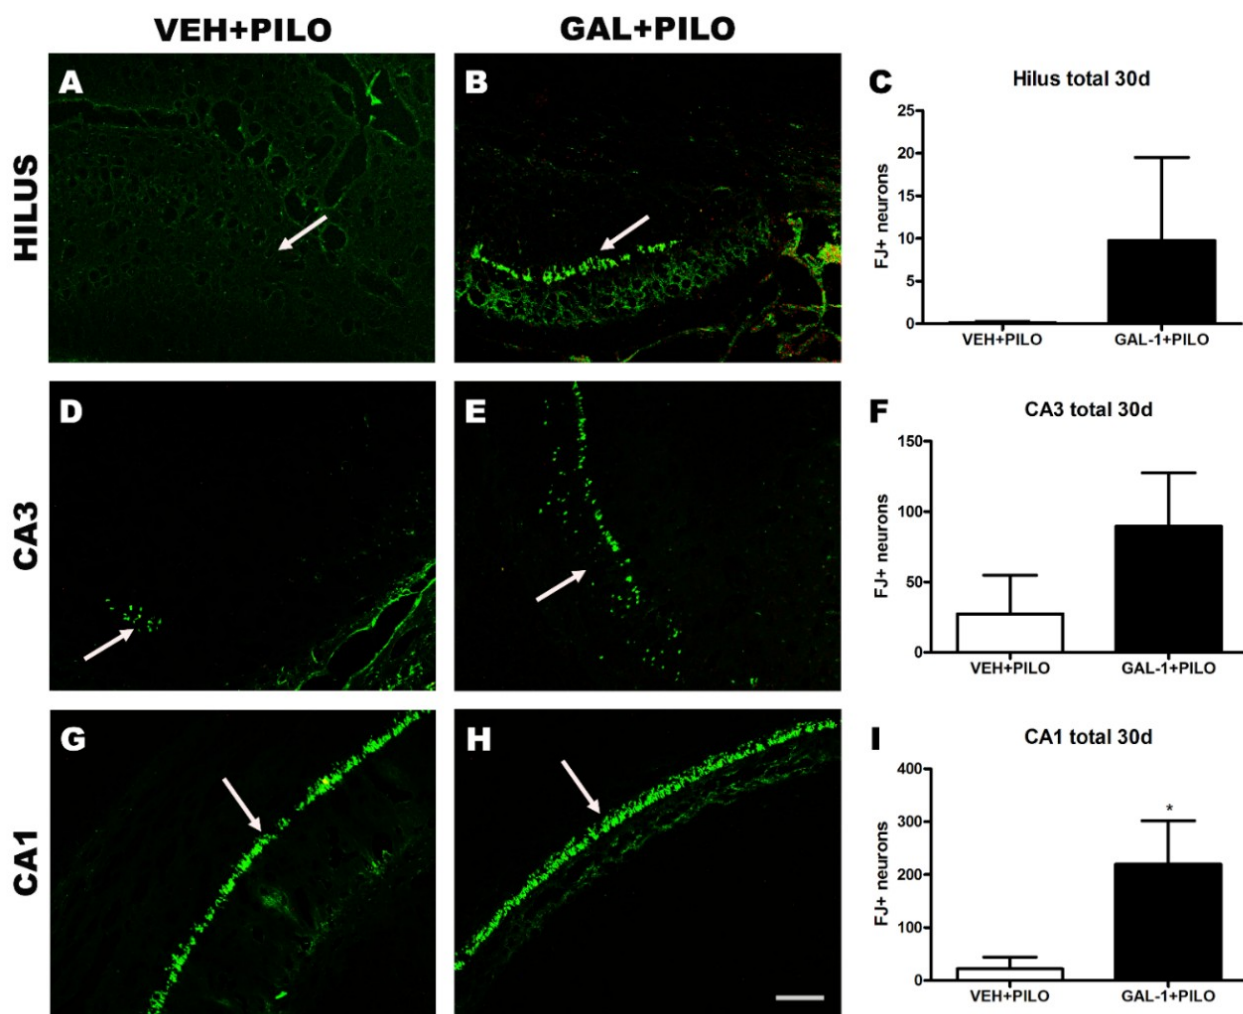 VEH+PILO
GAL+PILO
HILUS
A
B
C
Hilus total 30d
FJ+ neurons
25
20
15
10
5
0
VEH+PILO
GAL-1+PILO
CA3
D
E
F
CA3 total 30d
FJ+ neurons
150
100
50
0
VEH+PILO
GAL-1+PILO
CA1
G
H
I
CA1 total 30d
FJ+ neurons
400
300
200
100
0
*
VEH+PILO
GAL-1+PILO